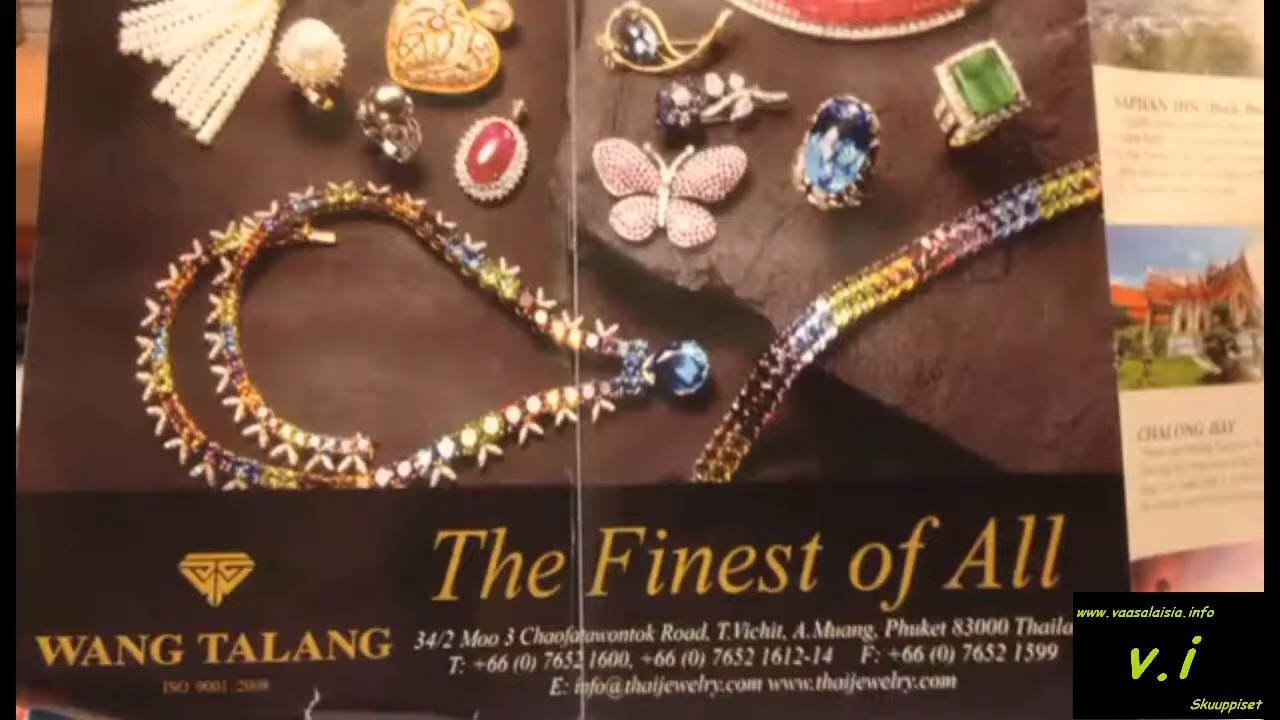 SAPHAN HIN
CHALONG BAY
The Finest of All
WANG TALANG
ISO 9001 :2008
34/2 Moo 3 Chaofatawontok Road, T.Vichit, A.Muang, Phuket 83000 Thaila
T: +66 (0) 7652 1600, +66 (0) 7652 1612-14 F: +66 (0) 7652 1599
E: info@thaijewelry.com www.thaijewelry.com
www.vaasalaisia.info
v.i
Skuuppiset